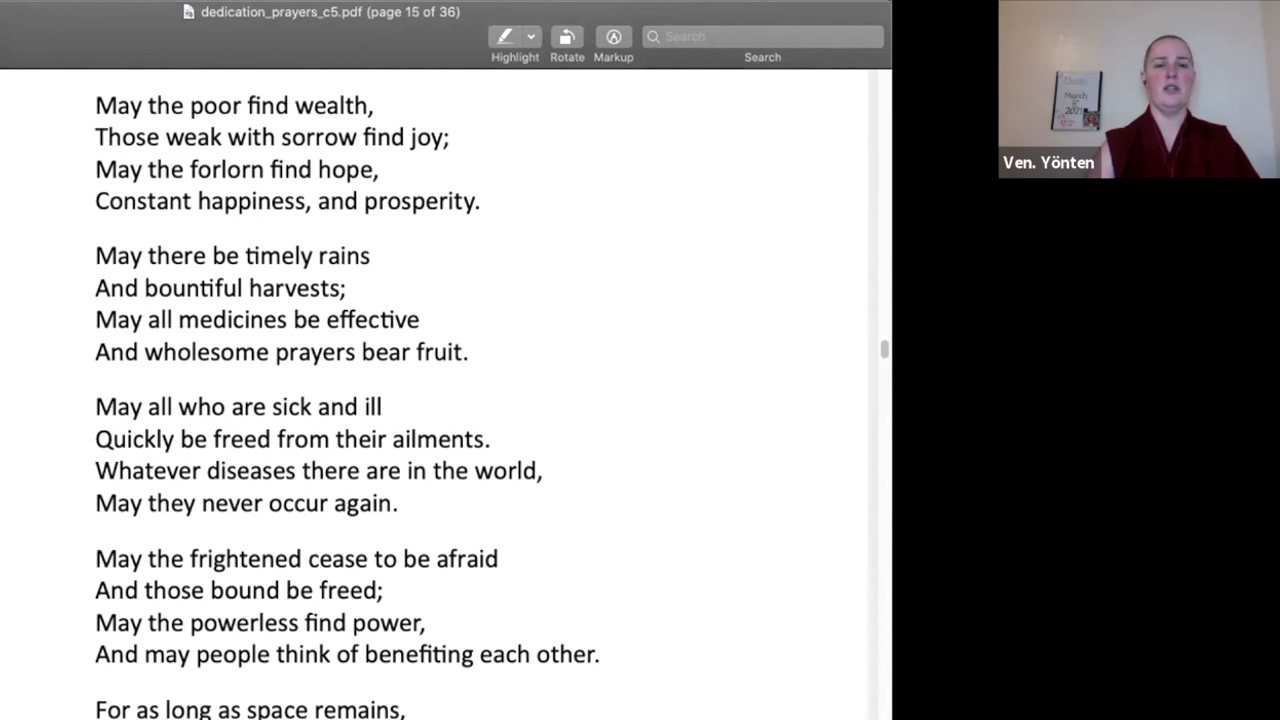 dedication_prayers_c5.pdf (page 15 of 36)
Search
Highlight
Rotate
Markup
Search
May the poor find wealth,
Those weak with sorrow find joy;
May the forlorn find hope,
Constant happiness, and prosperity.
May there be timely rains
And bountiful harvests;
May all medicines be effective
And wholesome prayers bear fruit.
May all who are sick and ill
Quickly be freed from their ailments.
Whatever diseases there are in the world,
May they never occur again.
May the frightened cease to be afraid
And those bound be freed;
May the powerless find power,
And may people think of benefiting each other.
For as long as space remains,
March
8
2021
Ven. Yönten